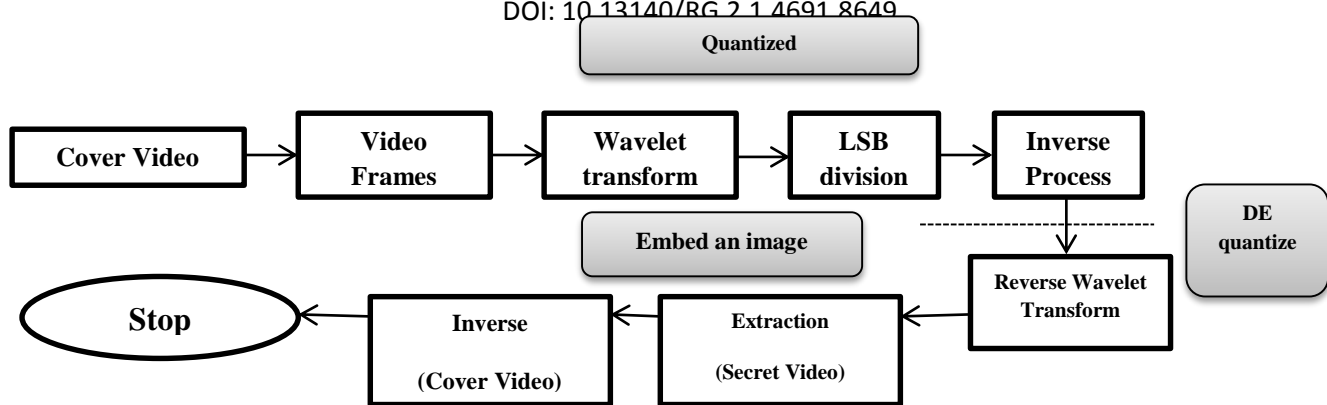 DOI: 10.13140/RG.2.1.4691.8649
Quantized
Cover Video
Video
Frames
Wavelet
transform
LSB
division
Inverse
Process
DE
quantize
Embed an image
Reverse Wavelet
Transform
Extraction
(Secret Video)
Inverse
(Cover Video)
Stop